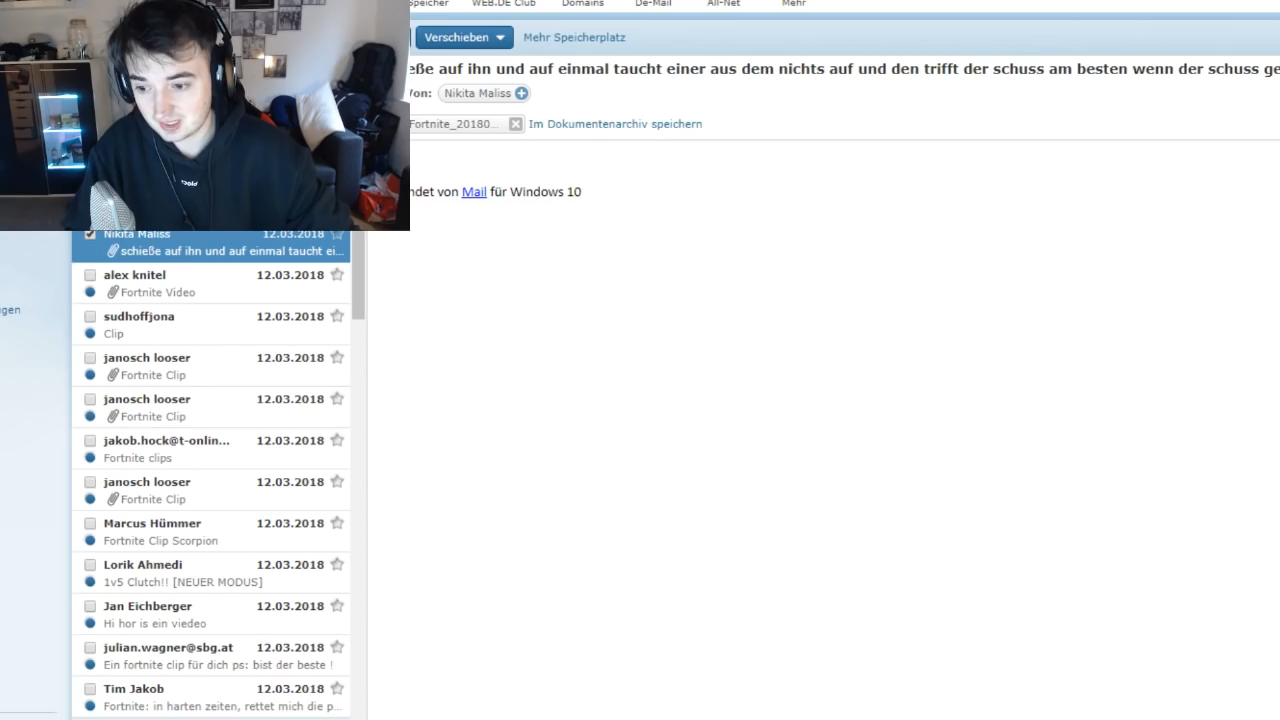 Speicher WEB.DE Club Domains De-Mail All-Net Mehr
Verschieben Mehr Speicherplatz
eße auf ihn und auf einmal taucht einer aus dem nichts auf und den trifft der schuss am besten wenn der schuss ge
Von: Nikita Maliss
Fortnite_20180... Im Dokumentenarchiv speichern
ndet von Mail für Windows 10
Nikita Maliss 12.03.2018
schieße auf ihn und auf einmal taucht ei...
alex knitel 12.03.2018
Fortnite Video
sudhoffjona 12.03.2018
Clip
janosch looser 12.03.2018
Fortnite Clip
janosch looser 12.03.2018
Fortnite Clip
jakob.hock@t-onlin... 12.03.2018
Fortnite clips
janosch looser 12.03.2018
Fortnite Clip
Marcus Hümmer 12.03.2018
Fortnite Clip Scorpion
Lorik Ahmedi 12.03.2018
1v5 Clutch!! [NEUER MODUS]
Jan Eichberger 12.03.2018
Hi hor is ein viedeo
julian.wagner@sbg.at 12.03.2018
Ein fortnite clip für dich ps: bist der beste !
Tim Jakob 12.03.2018
Fortnite: in harten zeiten, rettet mich die p...